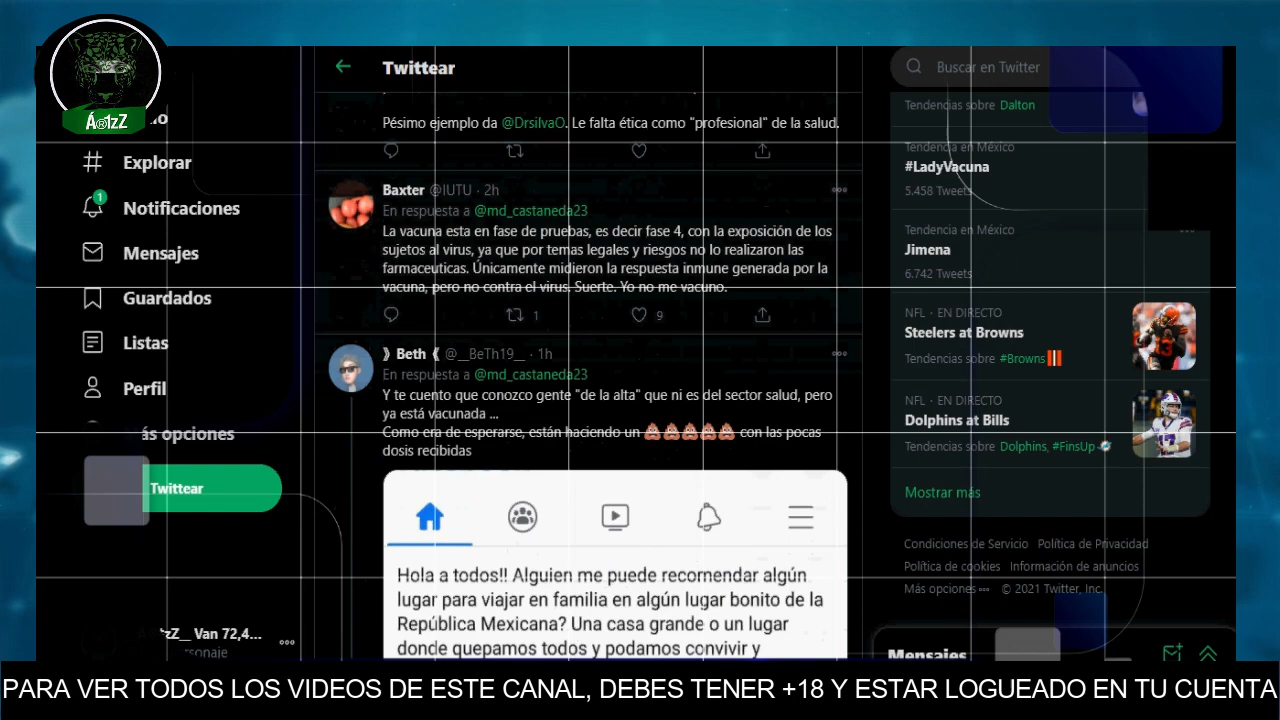 Á๏1zZ
Explorar
1
Notificaciones
Mensajes
Guardados
Listas
Perfil
ás opciones
Twittear
zZ__ Van 72,4...
rsonaje
Twittear
Pésimo ejemplo da @DrsilvaO. Le falta ética como "profesional" de la salud.
Baxter @IUTU · 2h
En respuesta a @md_castaneda23
La vacuna esta en fase de pruebas, es decir fase 4, con la exposición de los
sujetos al virus, ya que por temas legales y riesgos no lo realizaron las
farmaceuticas. Únicamente midieron la respuesta inmune generada por la
vacuna, pero no contra el virus. Suerte. Yo no me vacuno.
1 9
⦈ Beth ⦇ @__BeTh19__ · 1h
En respuesta a @md_castaneda23
Y te cuento que conozco gente "de la alta" que ni es del sector salud, pero
ya está vacunada ...
Como era de esperarse, están haciendo un 💩💩💩💩💩 con las pocas
dosis recibidas
Hola a todos!! Alguien me puede recomendar algún
lugar para viajar en familia en algún lugar bonito de la
República Mexicana? Una casa grande o un lugar
donde quepamos todos y podamos convivir y
Buscar en Twitter
Tendencias sobre Dalton
Tendencia en México
#LadyVacuna
5.458 Tweets
Tendencia en México
Jimena
6.742 Tweets
NFL · EN DIRECTO
Steelers at Browns
Tendencias sobre #Browns
NFL · EN DIRECTO
Dolphins at Bills
Tendencias sobre Dolphins, #FinsUp
Mostrar más
Condiciones de Servicio Política de Privacidad
Política de cookies Información de anuncios
Más opciones ··· © 2021 Twitter, Inc.
Mensajes
PARA VER TODOS LOS VIDEOS DE ESTE CANAL, DEBES TENER +18 Y ESTAR LOGUEADO EN TU CUENTA